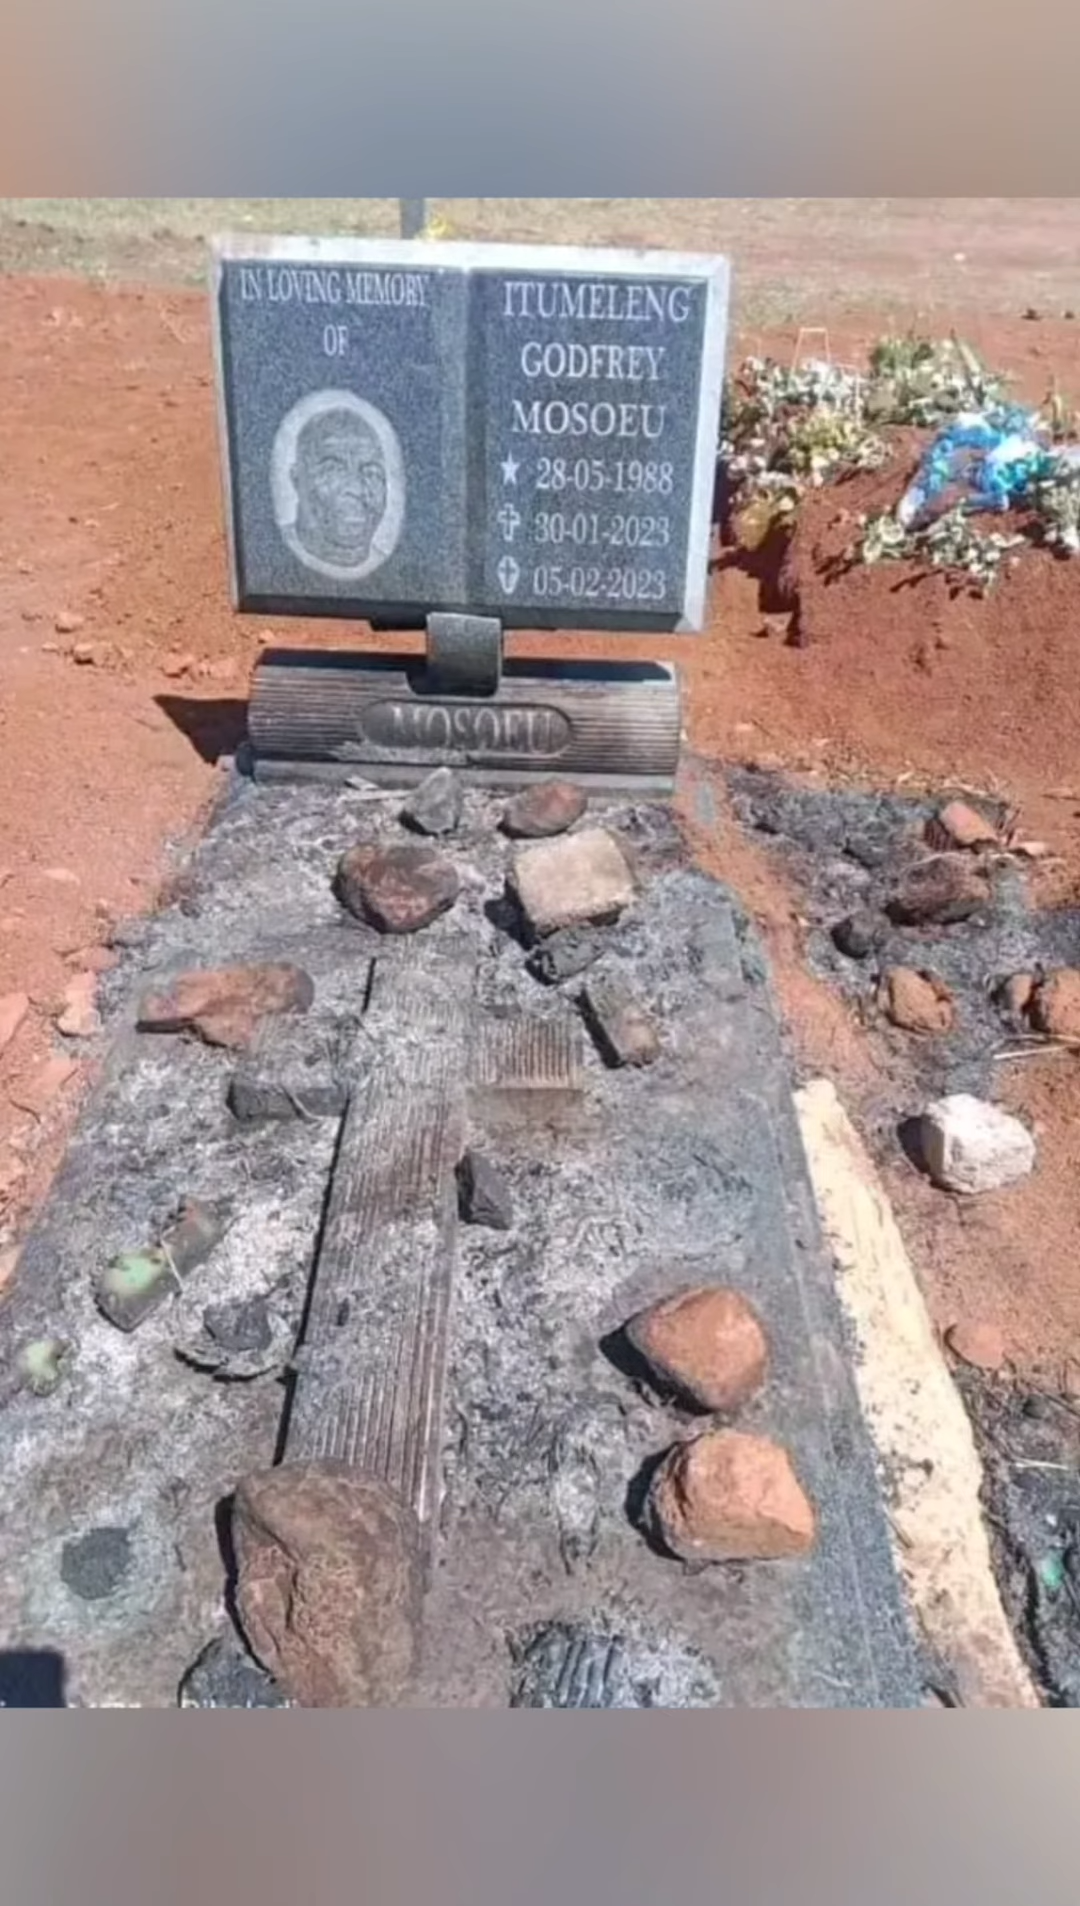 IN LOVING MEMORY
OF
ITUMELENG
GODFREY
MOSOEU
28-05-1988
30-01-2023
05-02-2023
MOSOEU